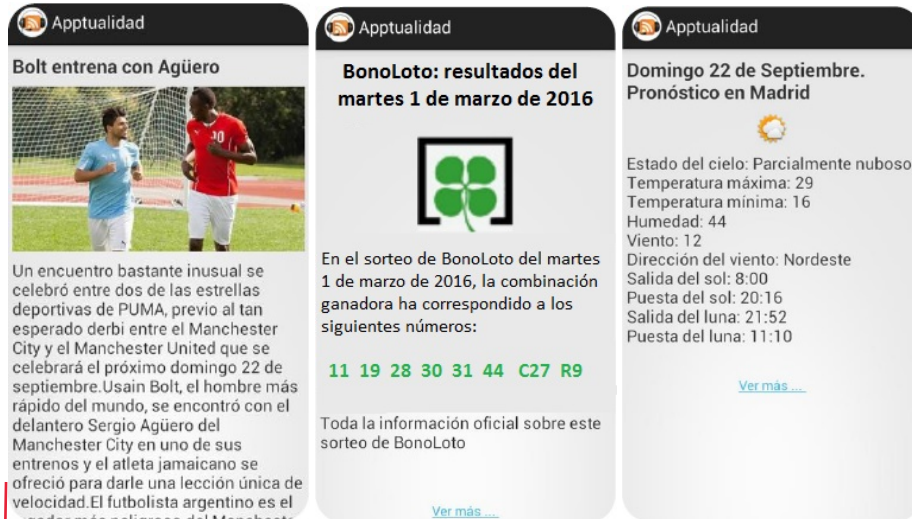 Apptualidad
Bolt entrena con Agüero
Un encuentro bastante inusual se
celebró entre dos de las estrellas
deportivas de PUMA, previo al tan
esperado derbi entre el Manchester
City y el Manchester United que se
celebrará el próximo domingo 22 de
septiembre.Usain Bolt, el hombre más
rápido del mundo, se encontró con el
delantero Sergio Agüero del
Manchester City en uno de sus
entrenos y el atleta jamaicano se
ofreció para darle una lección única de
velocidad.El futbolista argentino es el
Apptualidad
BonoLoto: resultados del
martes 1 de marzo de 2016
En el sorteo de BonoLoto del martes
1 de marzo de 2016, la combinación
ganadora ha correspondido a los
siguientes números:
11 19 28 30 31 44 C27 R9
Toda la información oficial sobre este
sorteo de BonoLoto
Ver más ...
Apptualidad
Domingo 22 de Septiembre.
Pronóstico en Madrid
Estado del cielo: Parcialmente nuboso
Temperatura máxima: 29
Temperatura mínima: 16
Humedad: 44
Viento: 12
Dirección del viento: Nordeste
Salida del sol: 8:00
Puesta del sol: 20:16
Salida del luna: 21:52
Puesta del luna: 11:10
Ver más ...